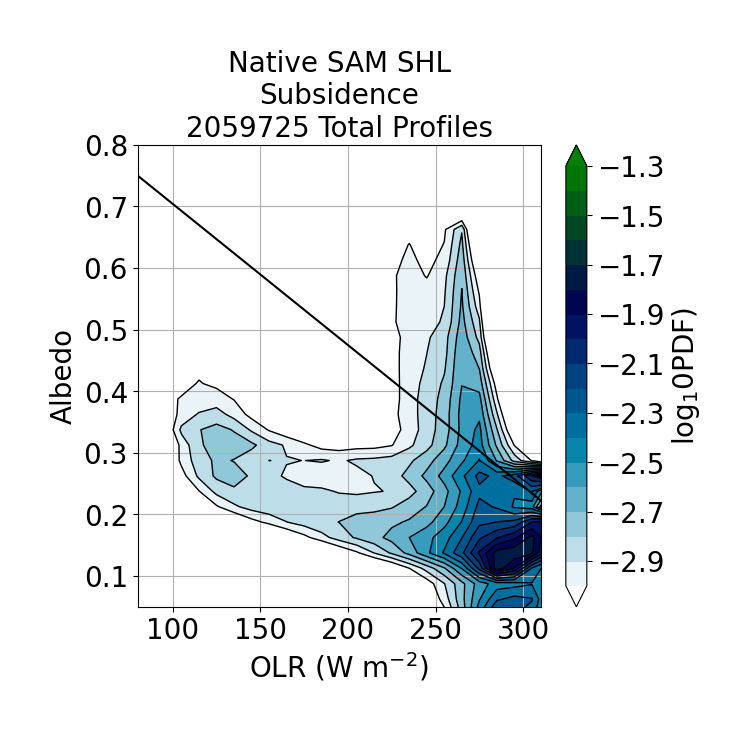 Native SAM SHL
Subsidence
2059725 Total Profiles
0.8
0.7
0.6
0.5
0.4
0.3
0.2
0.1
Albedo
100 150 200 250 300
OLR (W m⁻²)
−1.3
−1.5
−1.7
−1.9
−2.1
−2.3
−2.5
−2.7
−2.9
log₁0PDF)